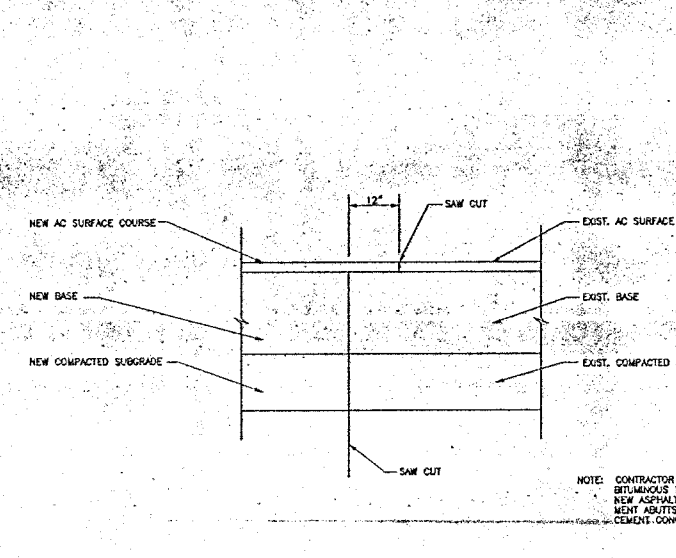 12"
SAW CUT
NEW AC SURFACE COURSE
EXIST. AC SURFACE
NEW BASE
EXIST. BASE
NEW COMPACTED SUBGRADE
EXIST. COMPACTED
SAW CUT
NOTE: CONTRACTOR
BITUMINOUS
NEW ASPHALT
MENT ABUTTS
CEMENT CON